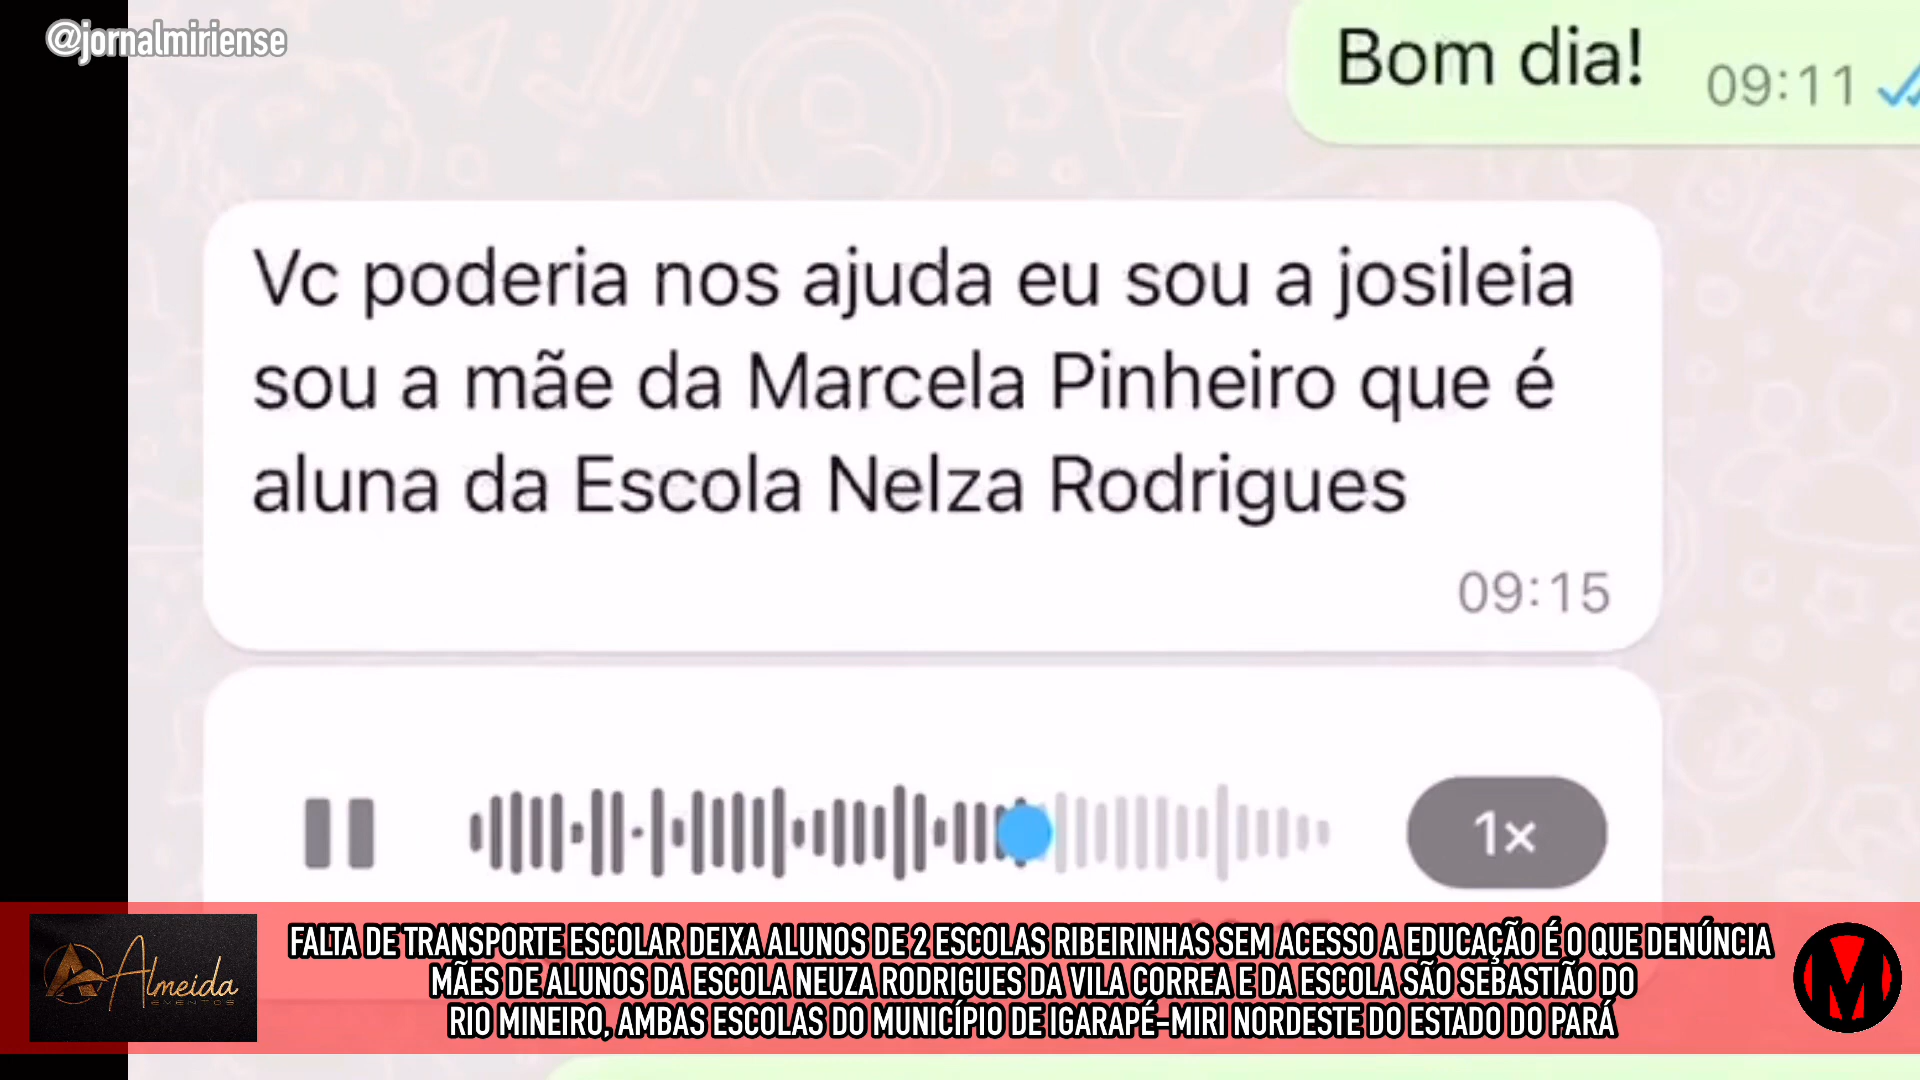 @jornalmiriense
Bom dia!
09:11
Vc poderia nos ajuda eu sou a josileia
sou a mãe da Marcela Pinheiro que é
aluna da Escola Nelza Rodrigues
09:15
1x
Almeida
EVENTOS
FALTA DE TRANSPORTE ESCOLAR DEIXA ALUNOS DE 2 ESCOLAS RIBEIRINHAS SEM ACESSO A EDUCAÇÃO É O QUE DENÚNCIA
MÃES DE ALUNOS DA ESCOLA NEUZA RODRIGUES DA VILA CORREA E DA ESCOLA SÃO SEBASTIÃO DO
RIO MINEIRO, AMBAS ESCOLAS DO MUNICÍPIO DE IGARAPÉ-MIRI NORDESTE DO ESTADO DO PARÁ
M